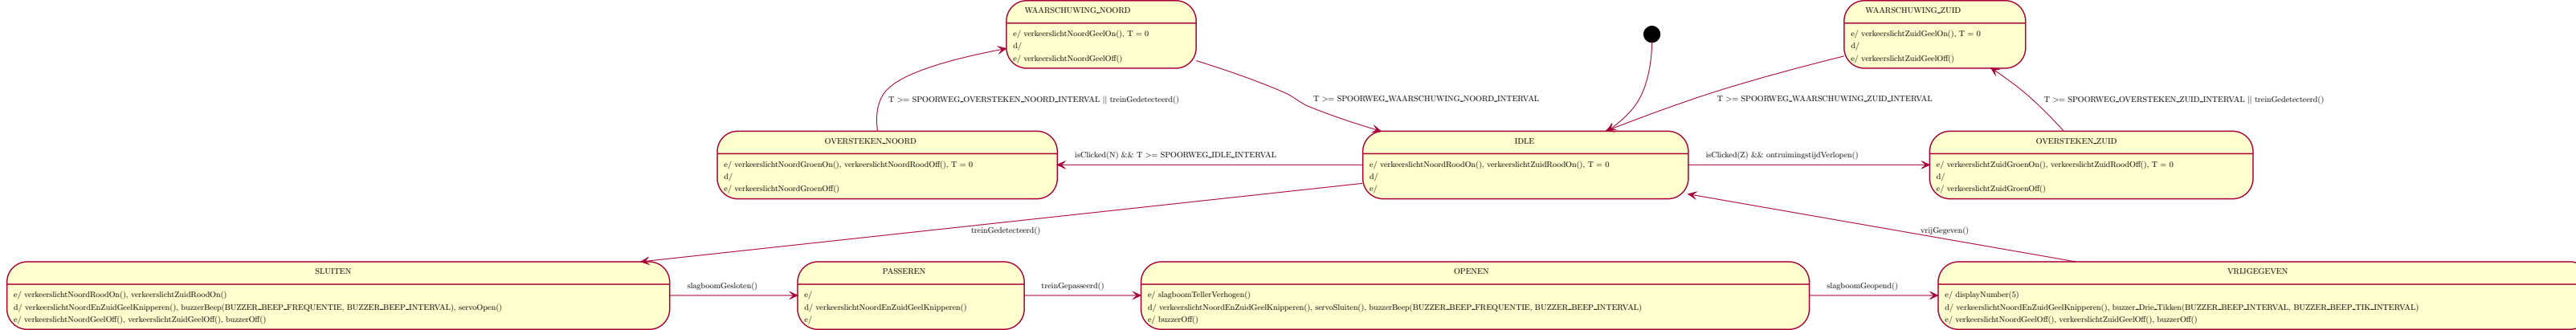 WAARSCHUWING_NOORD
e/ verkeerslichtNoordGeelOn(), T = 0
d/
e/ verkeerslichtNoordGeelOff()
WAARSCHUWING_ZUID
e/ verkeerslichtZuidGeelOn(), T = 0
d/
e/ verkeerslichtZuidGeelOff()
T >= SPOORWEG_OVERSTEKEN_NOORD_INTERVAL || treinGedetecteerd()
T >= SPOORWEG_WAARSCHUWING_NOORD_INTERVAL
T >= SPOORWEG_WAARSCHUWING_ZUID_INTERVAL
T >= SPOORWEG_OVERSTEKEN_ZUID_INTERVAL || treinGedetecteerd()
OVERSTEKEN_NOORD
e/ verkeerslichtNoordGroenOn(), verkeerslichtNoordRoodOff(), T = 0
d/
e/ verkeerslichtNoordGroenOff()
isClicked(N) && T >= SPOORWEG_IDLE_INTERVAL
IDLE
e/ verkeerslichtNoordRoodOn(), verkeerslichtZuidRoodOn(), T = 0
d/
e/
isClicked(Z) && ontruimingstijdVerlopen()
OVERSTEKEN_ZUID
e/ verkeerslichtZuidGroenOn(), verkeerslichtZuidRoodOff(), T = 0
d/
e/ verkeerslichtZuidGroenOff()
treinGedetecteerd()
vrijGegeven()
SLUITEN
e/ verkeerslichtNoordRoodOn(), verkeerslichtZuidRoodOn()
d/ verkeerslichtNoordEnZuidGeelKnipperen(), buzzerBeep(BUZZER_BEEP_FREQUENTIE, BUZZER_BEEP_INTERVAL), servoOpen()
e/ verkeerslichtNoordGeelOff(), verkeerslichtZuidGeelOff(), buzzerOff()
slagboomGesloten()
PASSEREN
e/
d/ verkeerslichtNoordEnZuidGeelKnipperen()
e/
treinGepasseerd()
OPENEN
e/ slagboomTellerVerhogen()
d/ verkeerslichtNoordEnZuidGeelKnipperen(), servoSluiten(), buzzerBeep(BUZZER_BEEP_FREQUENTIE, BUZZER_BEEP_INTERVAL)
e/ buzzerOff()
slagboomGeopend()
VRIJGEGEVEN
e/ displayNumber(5)
d/ verkeerslichtNoordEnZuidGeelKnipperen(), buzzer_Drie_Tikken(BUZZER_BEEP_INTERVAL, BUZZER_BEEP_TIK_INTERVAL)
e/ verkeerslichtNoordGeelOff(), verkeerslichtZuidGeelOff(), buzzerOff()